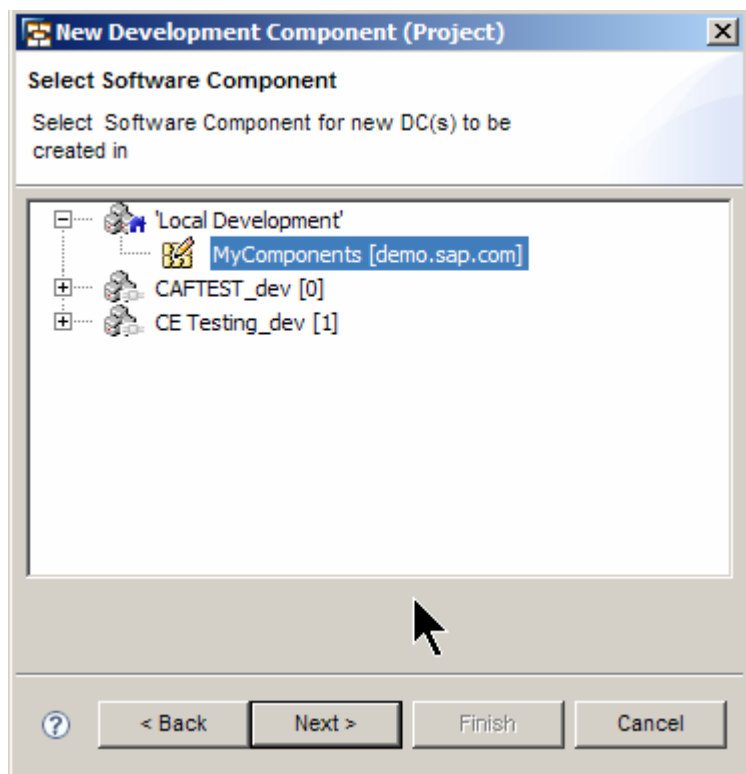 New Development Component (Project)
Select Software Component
Select Software Component for new DC(s) to be
created in
'Local Development'
MyComponents [demo.sap.com]
CAFTEST_dev [0]
CE Testing_dev [1]
< Back Next > Finish Cancel